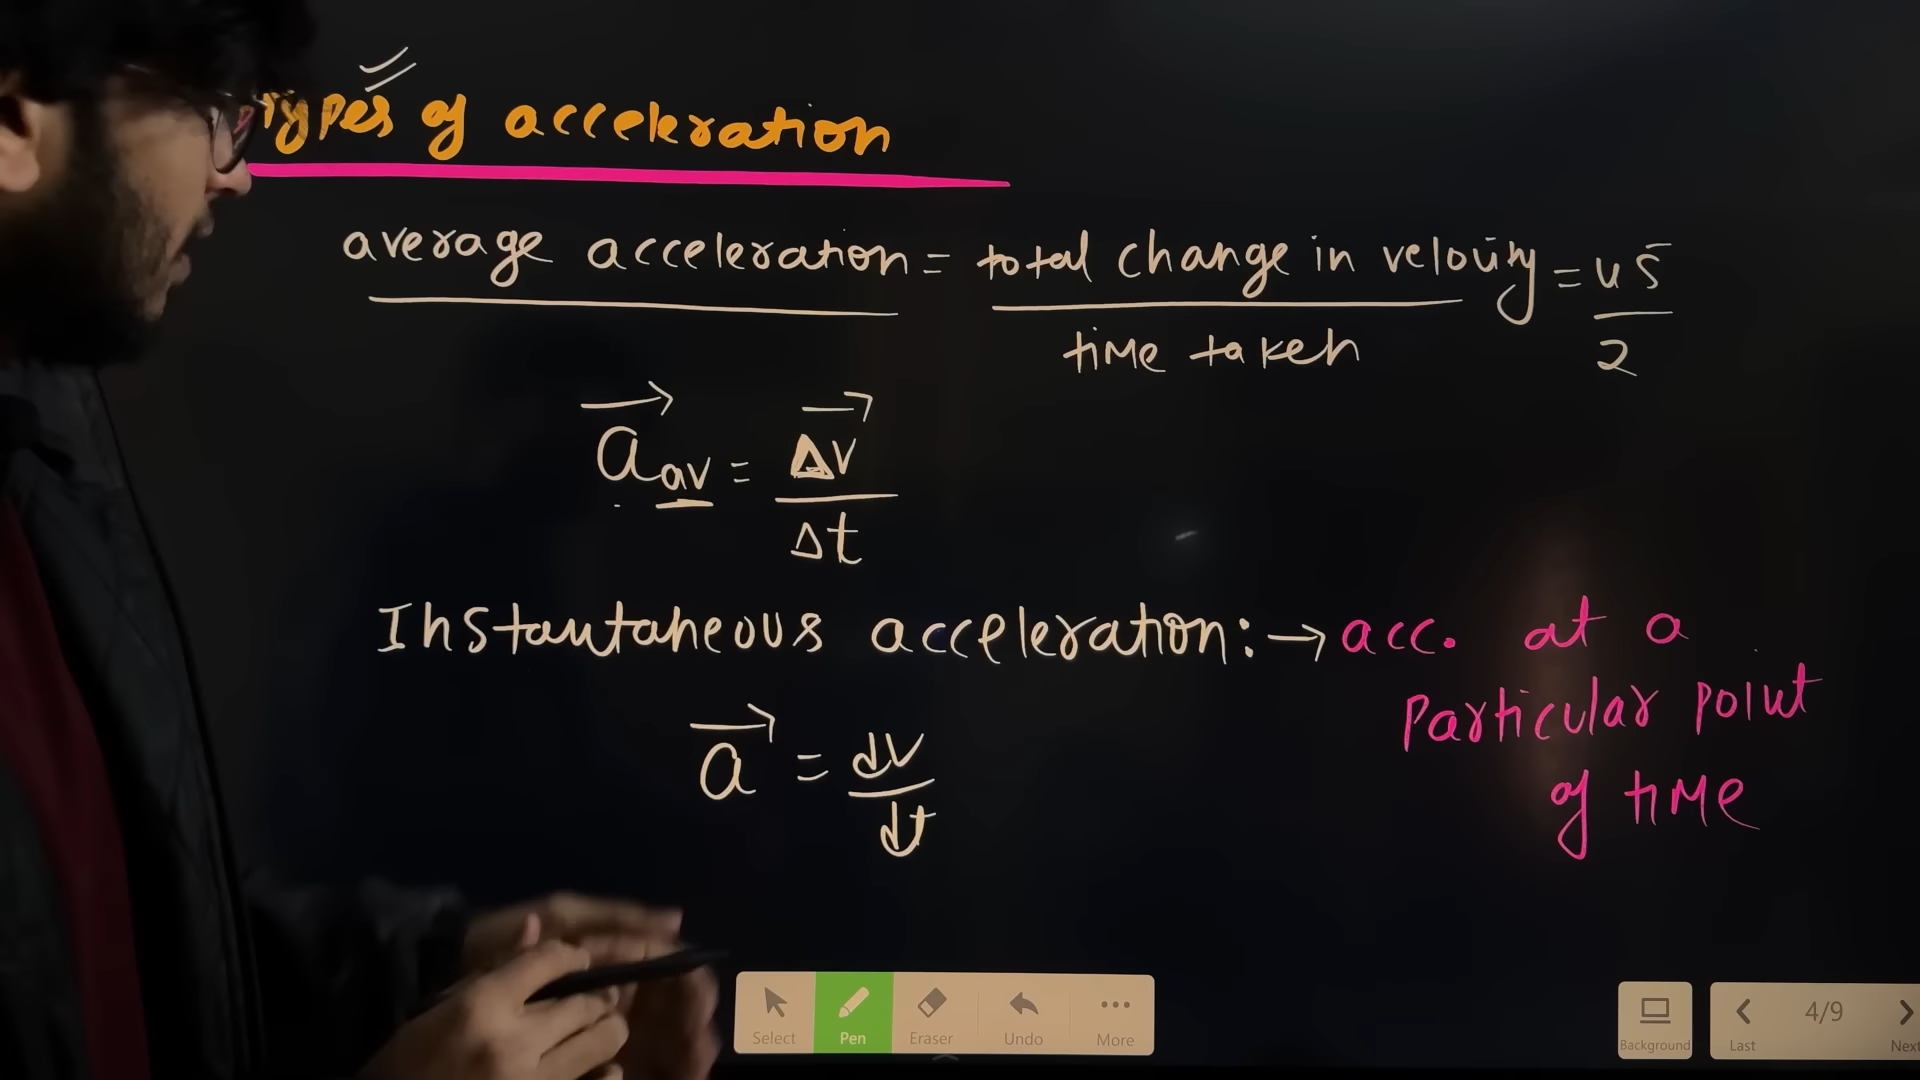 Types of acceleration
average acceleration = total change in velocity = 45
time taken 2
a av = Δv
Δt
Instantaneous acceleration :→ acc. at a
particular point
of time
a = dv
dt
Select Pen Eraser Undo More
Background Last 4/9 Next